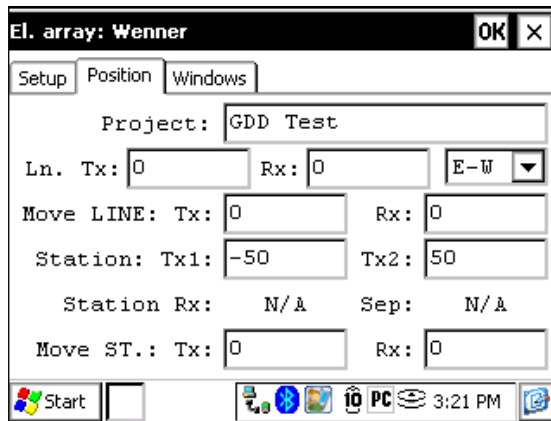 El. array: Wenner OK
Setup Position Windows
Project: GDD Test
Ln. Tx: 0 Rx: 0 E-W
Move LINE: Tx: 0 Rx: 0
Station: Tx1: -50 Tx2: 50
Station Rx: N/A Sep: N/A
Move ST.: Tx: 0 Rx: 0
Start 10 PC 3:21 PM